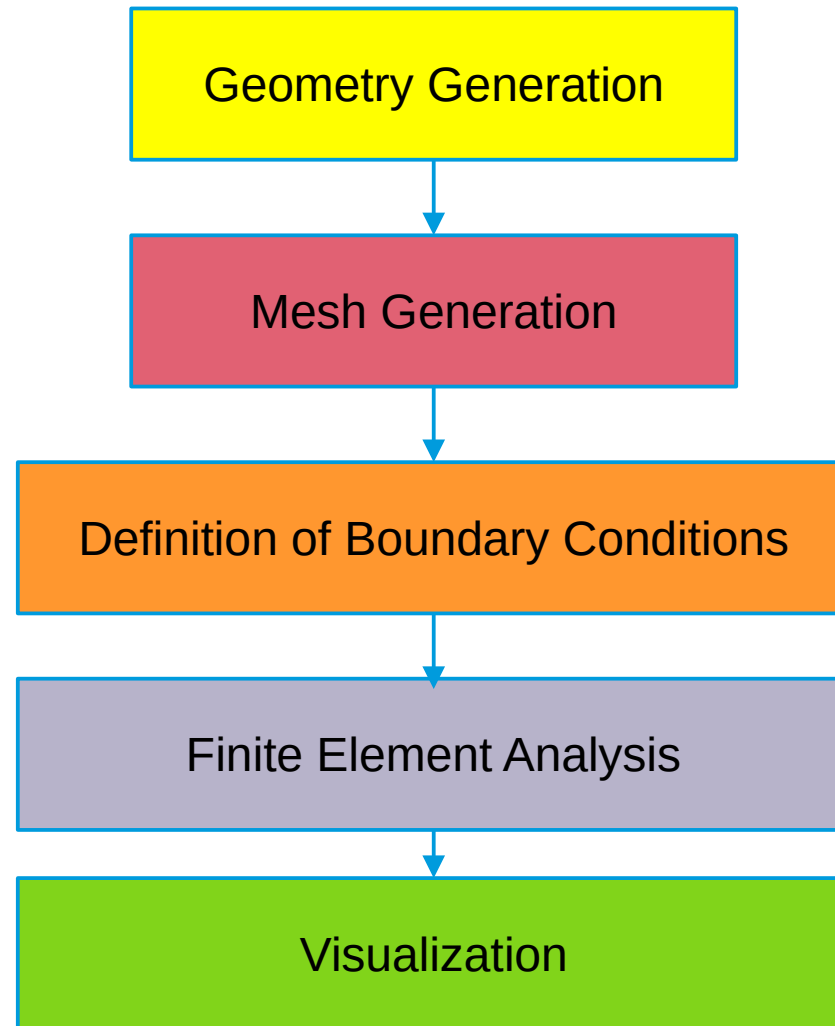 Geometry Generation
Mesh Generation
Definition of Boundary Conditions
Finite Element Analysis
Visualization